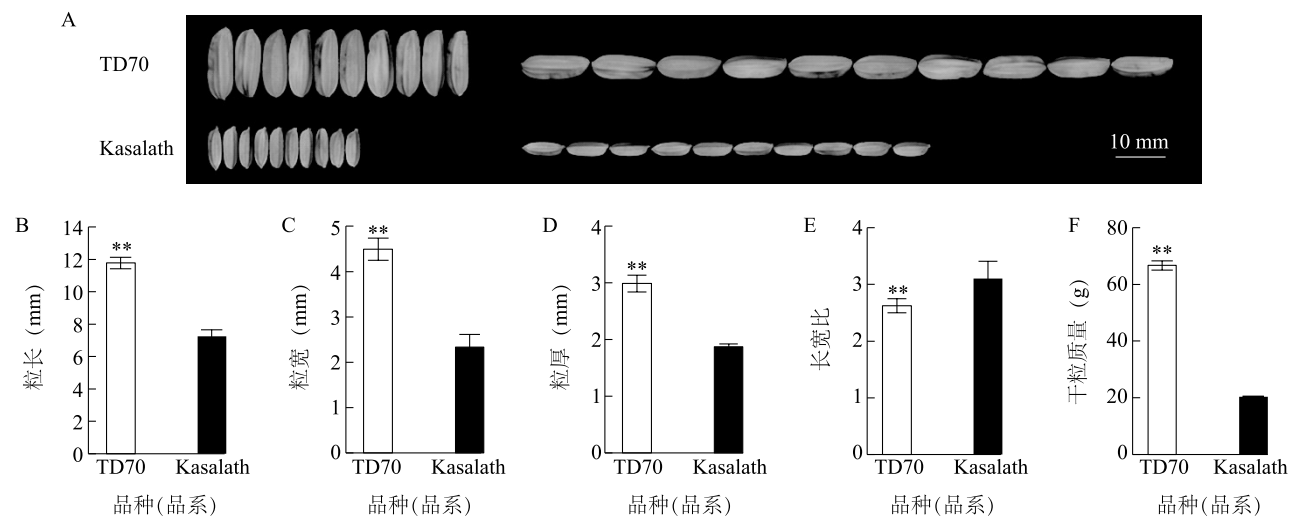 A
TD70
Kasalath
10 mm
B
14
12
10
8
6
4
2
0
粒长 (mm)
**
TD70
Kasalath
品种(品系)
C
5
4
3
2
1
0
粒宽 (mm)
**
TD70
Kasalath
品种(品系)
D
4
3
2
1
0
粒厚 (mm)
**
TD70
Kasalath
品种(品系)
E
4
3
2
1
0
长宽比
**
TD70
Kasalath
品种(品系)
F
80
60
40
20
0
千粒质量 (g)
**
TD70
Kasalath
品种(品系)